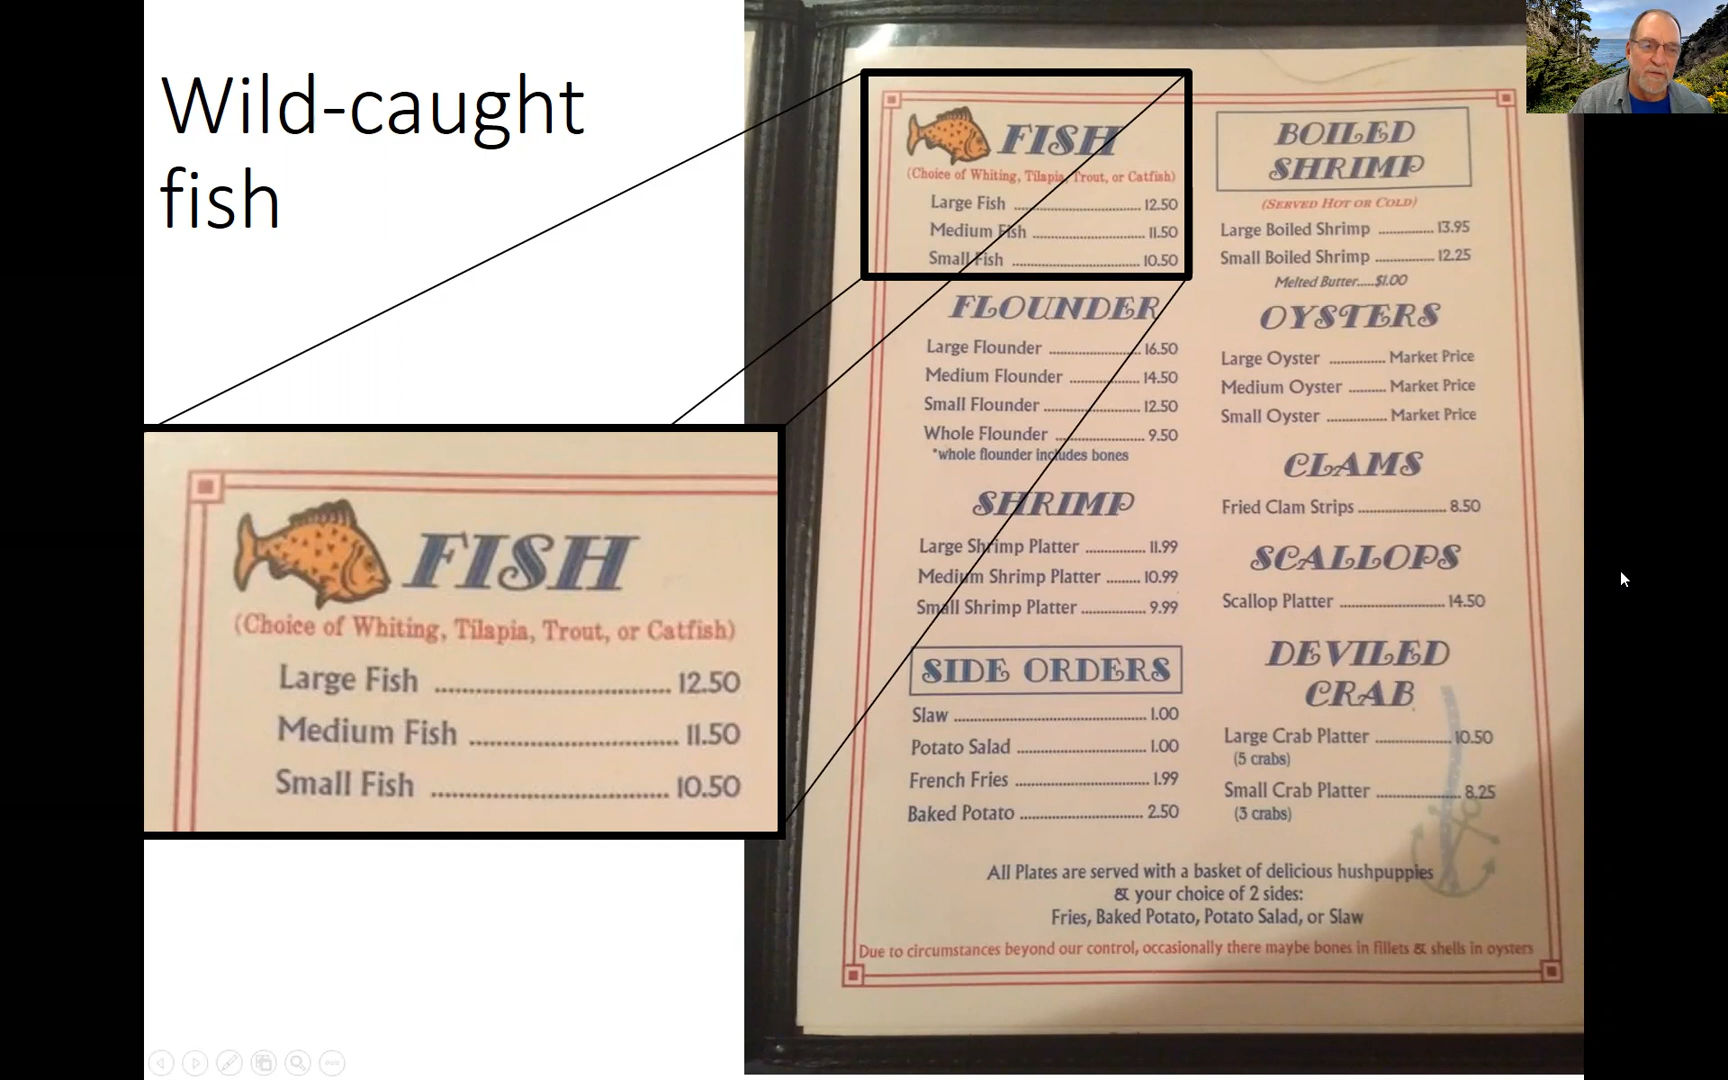 Wild-caught
fish
FISH
(Choice of Whiting, Tilapia, Trout, or Catfish)
Large Fish ........ 12.50
Medium Fish ........ 11.50
Small Fish ........ 10.50
FISH
(Choice of Whiting, Tilapia, Trout, or Catfish)
Large Fish ........ 12.50
Medium Fish ........ 11.50
Small Fish ........ 10.50
FLOUNDER
Large Flounder ........ 16.50
Medium Flounder ........ 14.50
Small Flounder ........ 12.50
Whole Flounder ........ 9.50
*whole flounder includes bones
SHRIMP
Large Shrimp Platter ........ 11.99
Medium Shrimp Platter ........ 10.99
Small Shrimp Platter ........ 9.99
SIDE ORDERS
Slaw ........ 1.00
Potato Salad ........ 1.00
French Fries ........ 1.99
Baked Potato ........ 2.50
BOILED
SHRIMP
(SERVED HOT OR COLD)
Large Boiled Shrimp ........ 13.95
Small Boiled Shrimp ........ 12.25
Melted Butter.....$1.00
OYSTERS
Large Oyster ........ Market Price
Medium Oyster ........ Market Price
Small Oyster ........ Market Price
CLAMS
Fried Clam Strips ........ 8.50
SCALLOPS
Scallop Platter ........ 14.50
DEVILED
CRAB
Large Crab Platter ........ 10.50
(5 crabs)
Small Crab Platter ........ 8.25
(3 crabs)
All Plates are served with a basket of delicious hushpuppies
& your choice of 2 sides:
Fries, Baked Potato, Potato Salad, or Slaw
Due to circumstances beyond our control, occasionally there maybe bones in fillets & shells in oysters